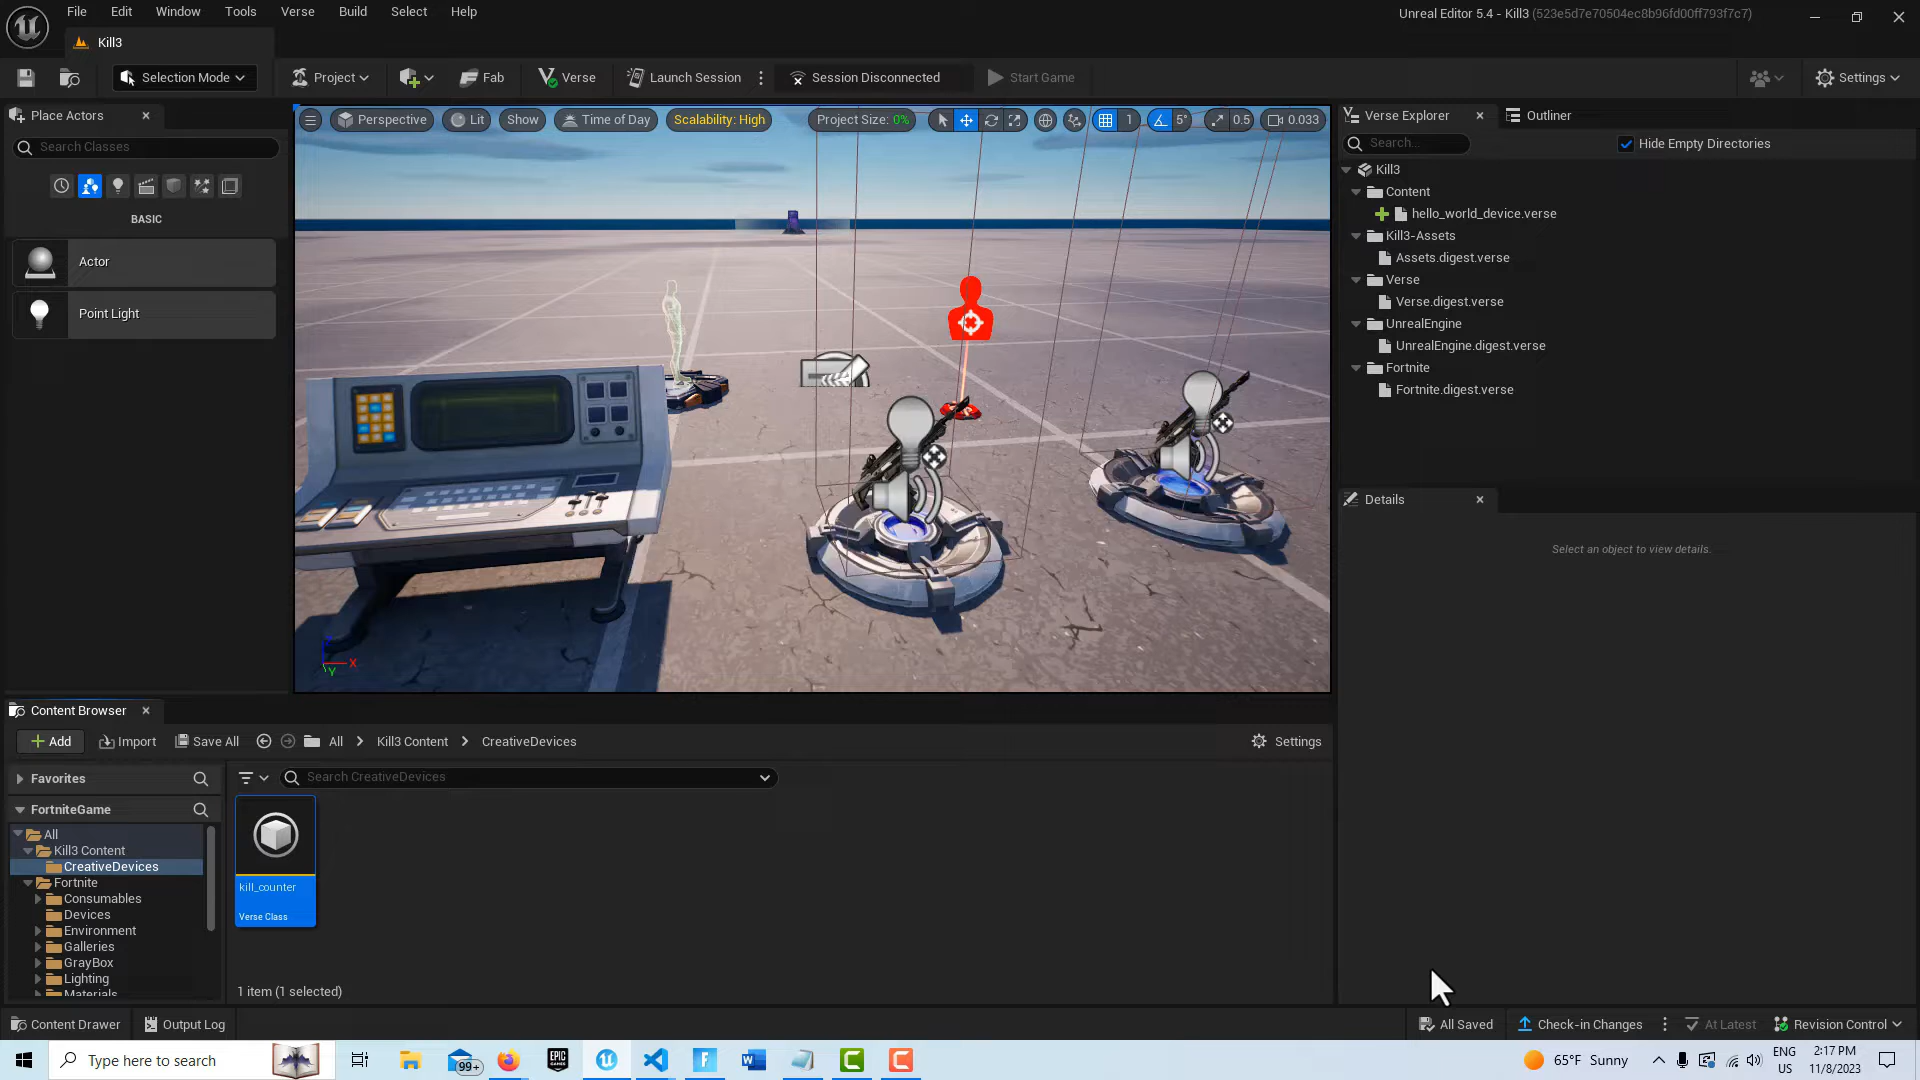 File Edit Window Tools Verse Build Select Help
Unreal Editor 5.4 - Kill3 (523e5d7e70504ec8b96fd00ff793f7c7)
Kill3
Selection Mode Project Fab Verse Launch Session Session Disconnected Start Game Settings
Place Actors
Search Classes
BASIC
Actor
Point Light
Perspective Lit Show Time of Day Scalability: High Project Size: 0% 1 5° 0.5 0.033
X
Y
Verse Explorer Outliner
Search... Hide Empty Directories
Kill3
Content
hello_world_device.verse
Kill3-Assets
Assets.digest.verse
Verse
Verse.digest.verse
UnrealEngine
UnrealEngine.digest.verse
Fortnite
Fortnite.digest.verse
Details
Select an object to view details.
Content Browser
Add Import Save All All Kill3 Content CreativeDevices Settings
Favorites
Search CreativeDevices
FortniteGame
All
Kill3 Content
CreativeDevices
Fortnite
Consumables
Devices
Environment
Galleries
GrayBox
Lighting
Materials
kill_counter
Verse Class
1 item (1 selected)
Content Drawer Output Log All Saved Check-in Changes At Latest Revision Control
Type here to search 99+ 65°F Sunny ENG US 2:17 PM 11/8/2023